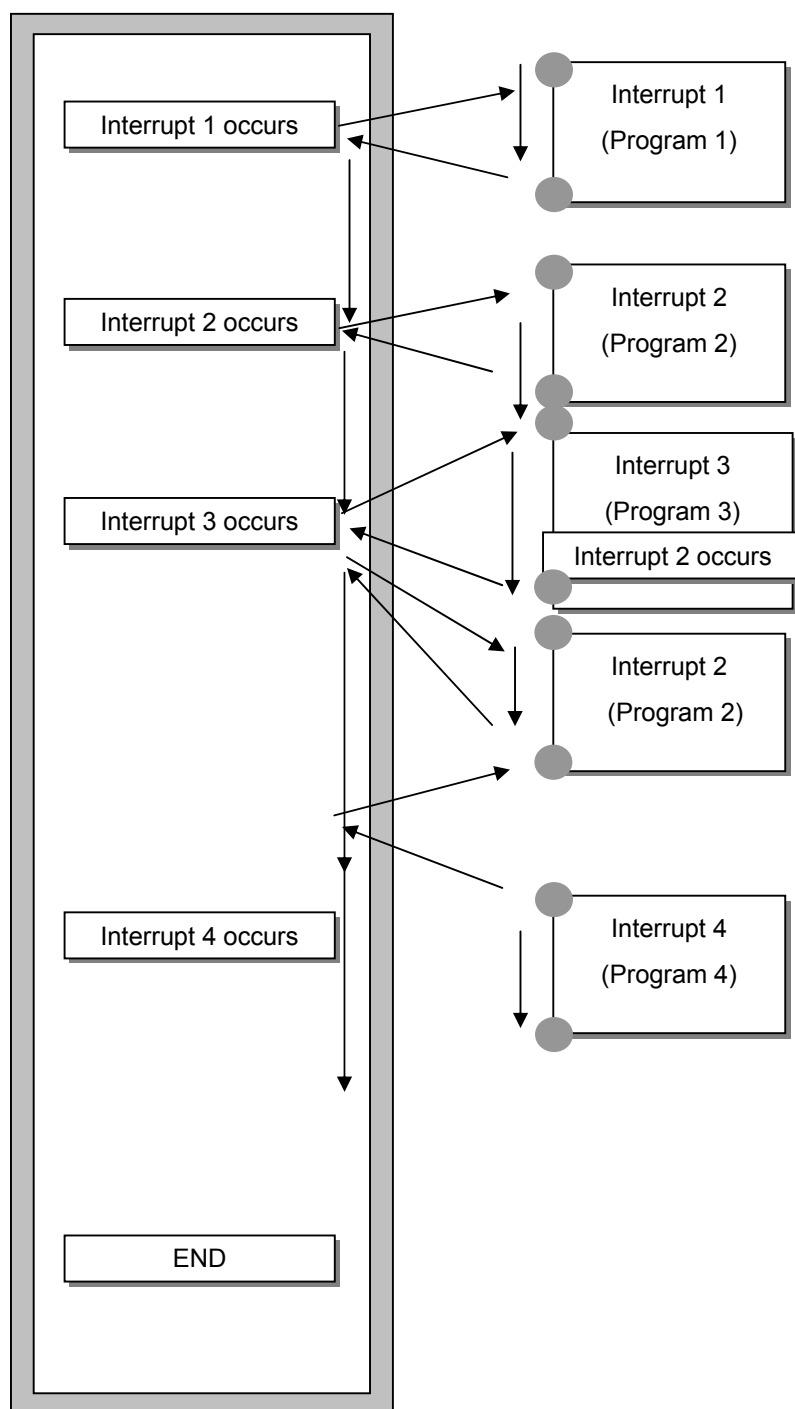 Interrupt 1 occurs
Interrupt 1
(Program 1)
Interrupt 2 occurs
Interrupt 2
(Program 2)
Interrupt 3 occurs
Interrupt 3
(Program 3)
Interrupt 2 occurs
Interrupt 2
(Program 2)
Interrupt 4 occurs
Interrupt 4
(Program 4)
END